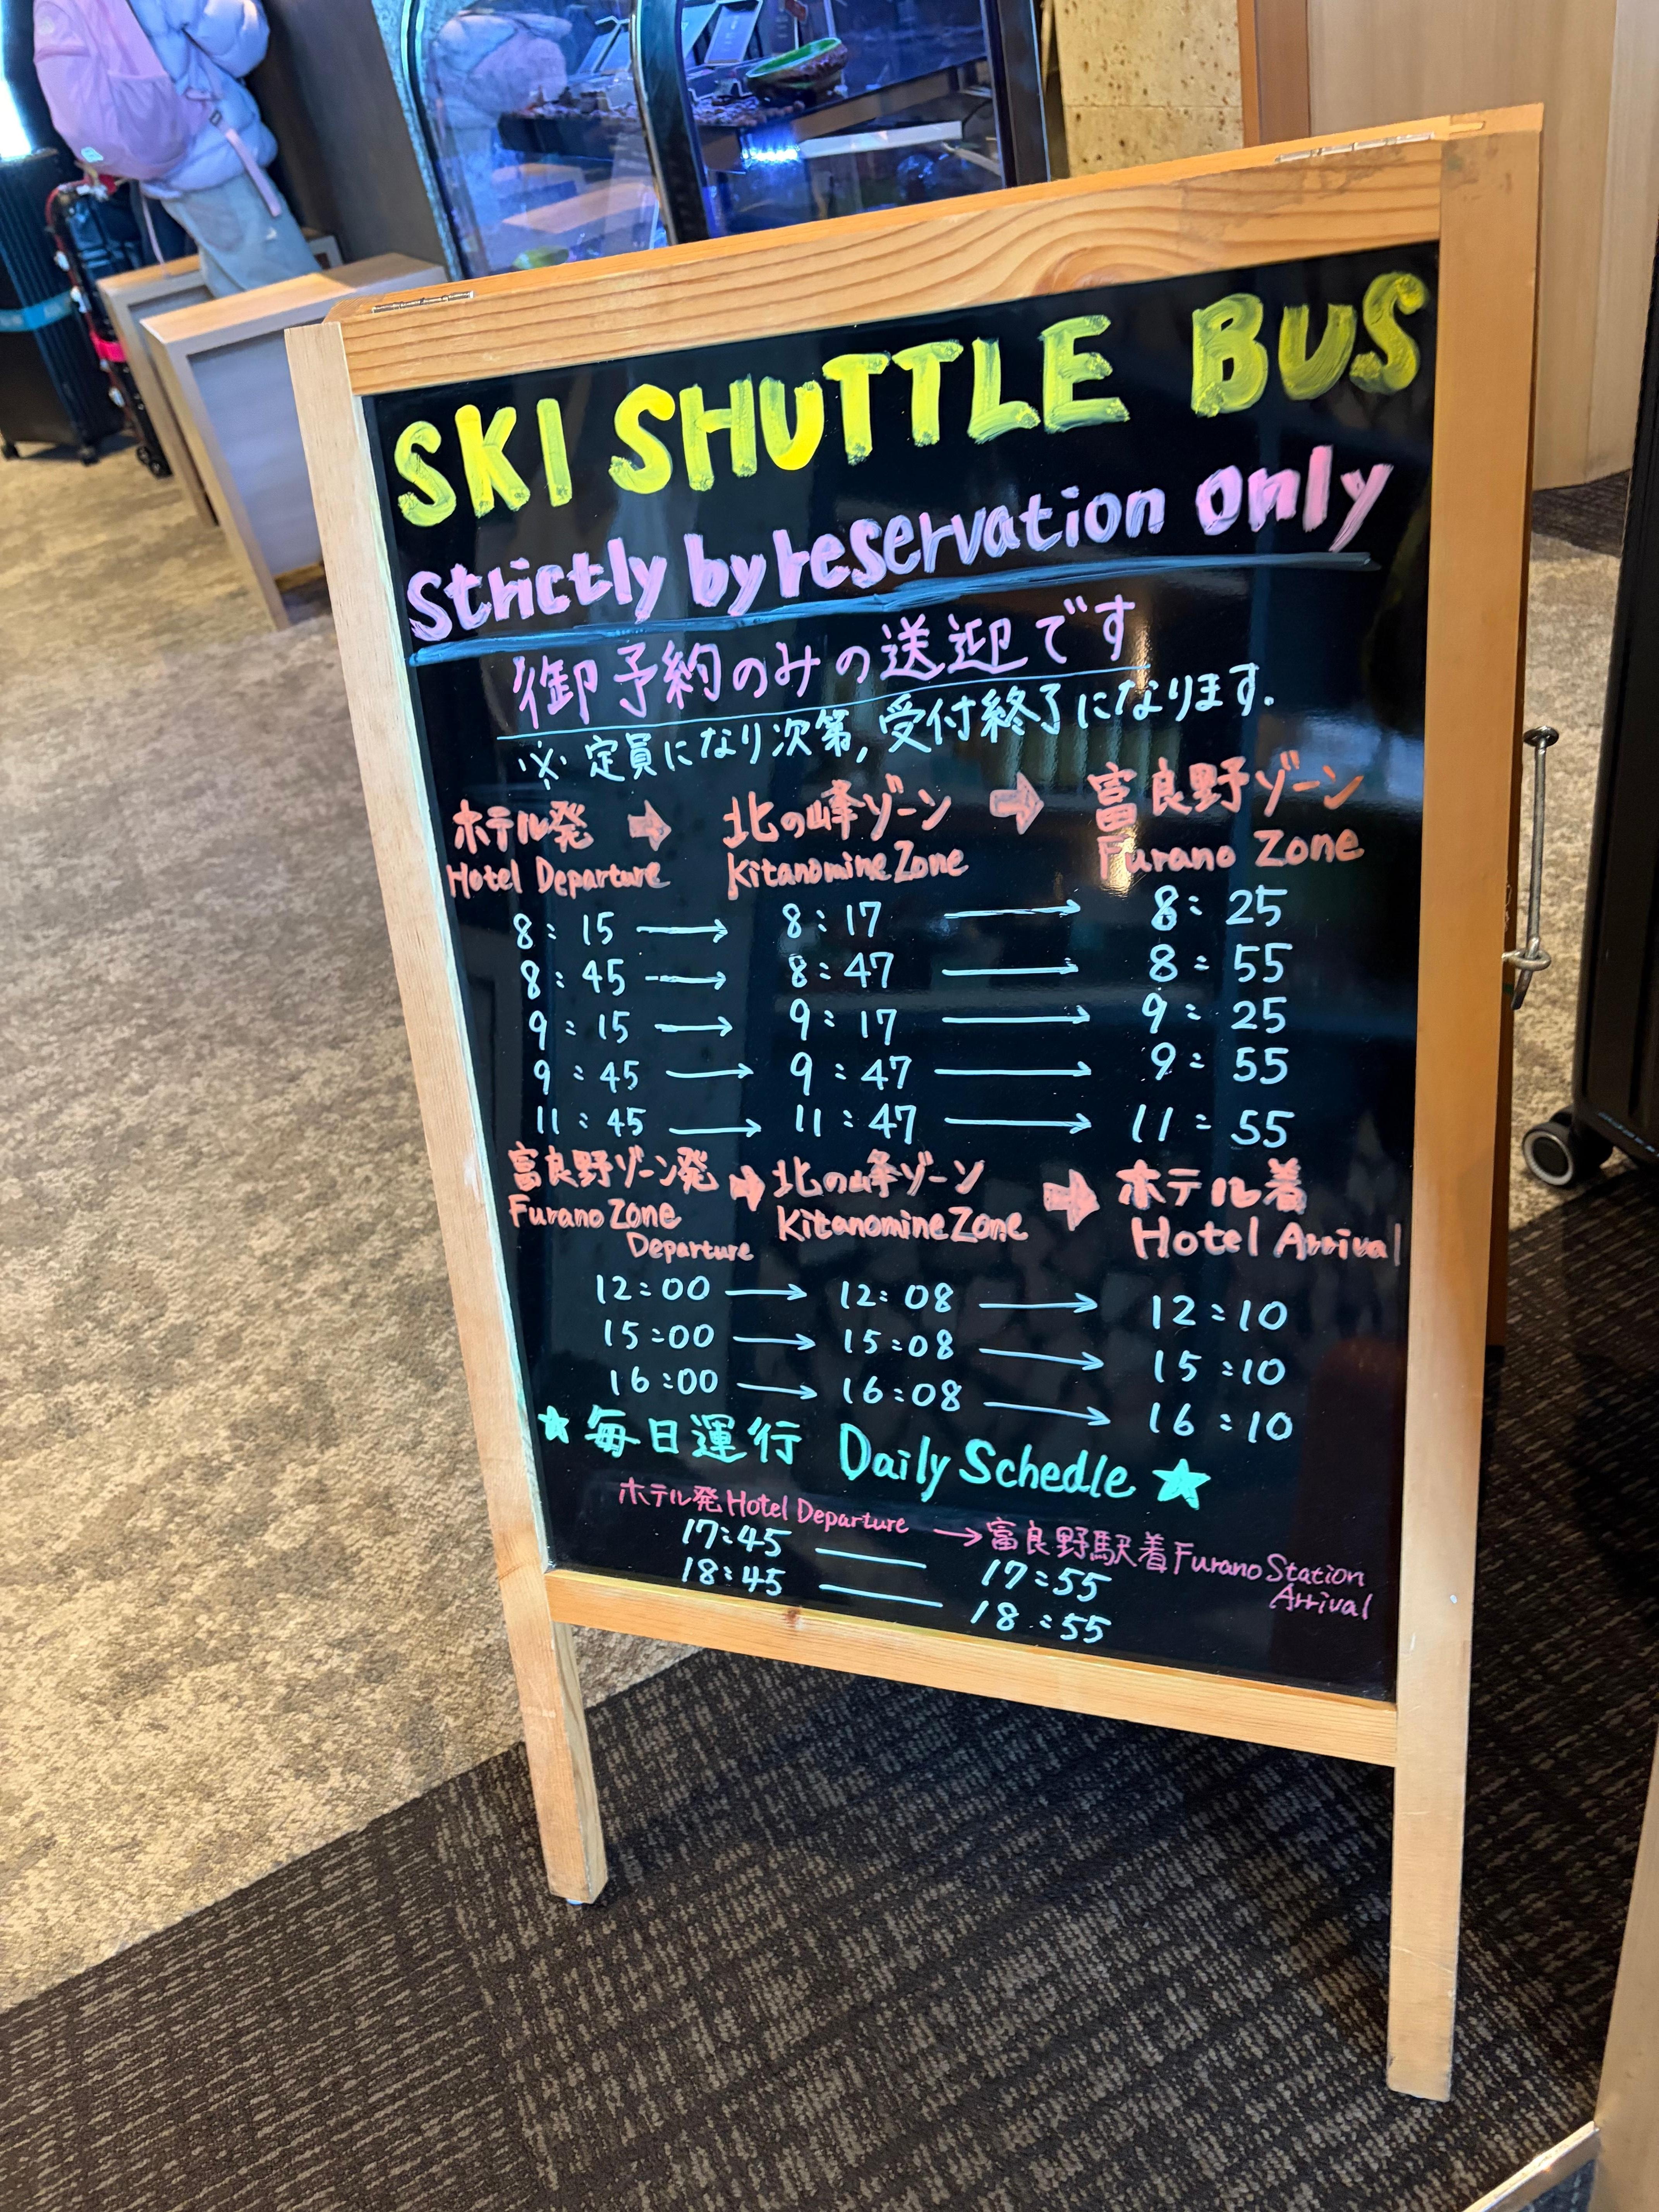 SKI SHUTTLE BUS
Strictly by reservation only
御予約のみの送迎です
※定員になり次第,受付終了になります.
ホテル発 ➡ 北の峰ゾーン ➡ 富良野ゾーン
Hotel Departure Kitanomine Zone Furano Zone
8:15 → 8:17 → 8:25
8:45 → 8:47 → 8:55
9:15 → 9:17 → 9:25
9:45 → 9:47 → 9:55
11:45 → 11:47 → 11:55
富良野ゾーン発 ➡ 北の峰ゾーン ➡ ホテル着
Furano Zone Departure Kitanomine Zone Hotel Arrival
12:00 → 12:08 → 12:10
15:00 → 15:08 → 15:10
16:00 → 16:08 → 16:10
★毎日運行 Daily Schedle★
ホテル発 Hotel Departure → 富良野駅着 Furano Station Arrival
17:45 — 17:55
18:45 — 18:55